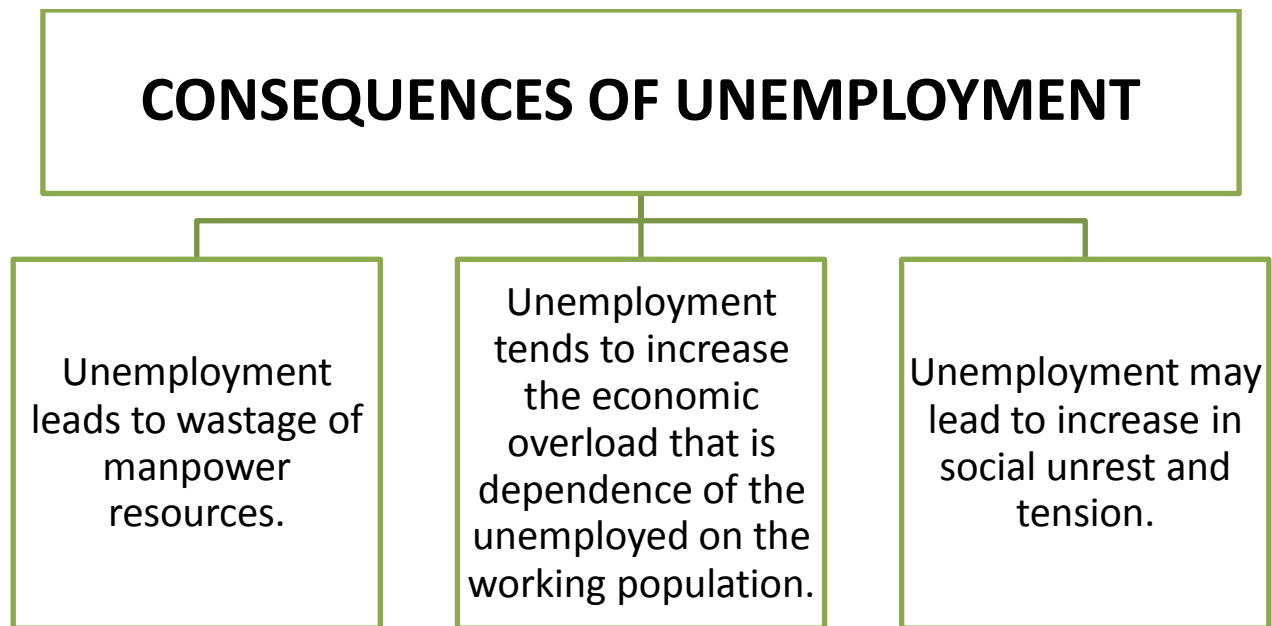 CONSEQUENCES OF UNEMPLOYMENT
Unemployment
leads to wastage of
manpower
resources.
Unemployment
tends to increase
the economic
overload that is
dependence of the
unemployed on the
working population.
Unemployment may
lead to increase in
social unrest and
tension.